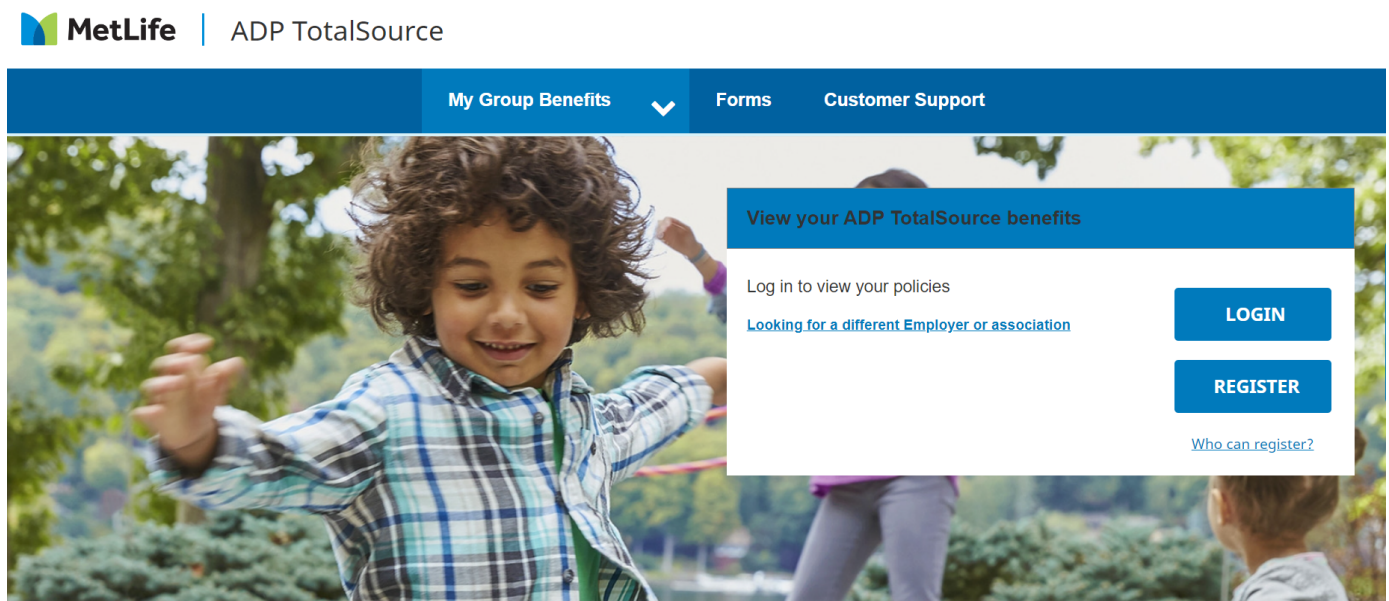 MetLife
ADP TotalSource
My Group Benefits
Forms
Customer Support
View your ADP TotalSource benefits
Log in to view your policies
Looking for a different Employer or association
LOGIN
REGISTER
Who can register?